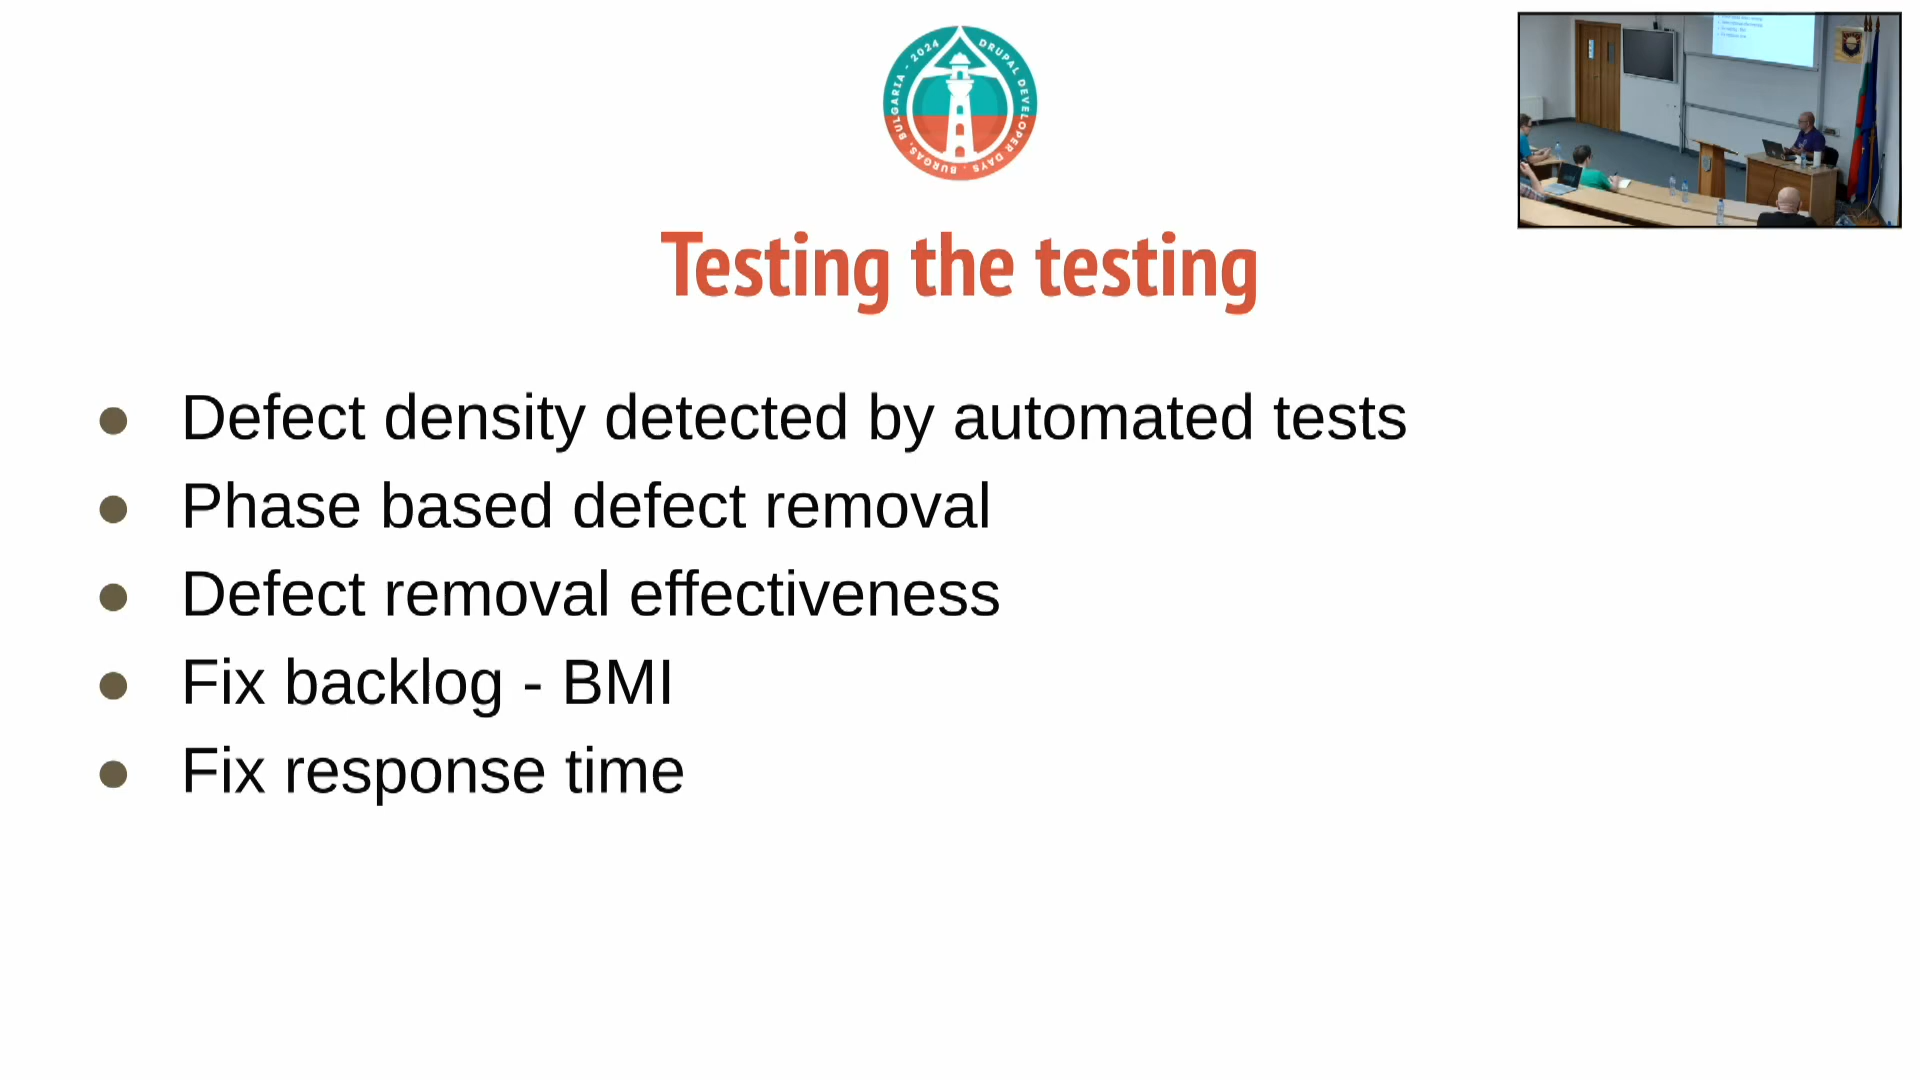 BURGAS, BULGARIA - 2024 DRUPAL DEVELOPER DAYS
Testing the testing
Defect density detected by automated tests
Phase based defect removal
Defect removal effectiveness
Fix backlog - BMI
Fix response time